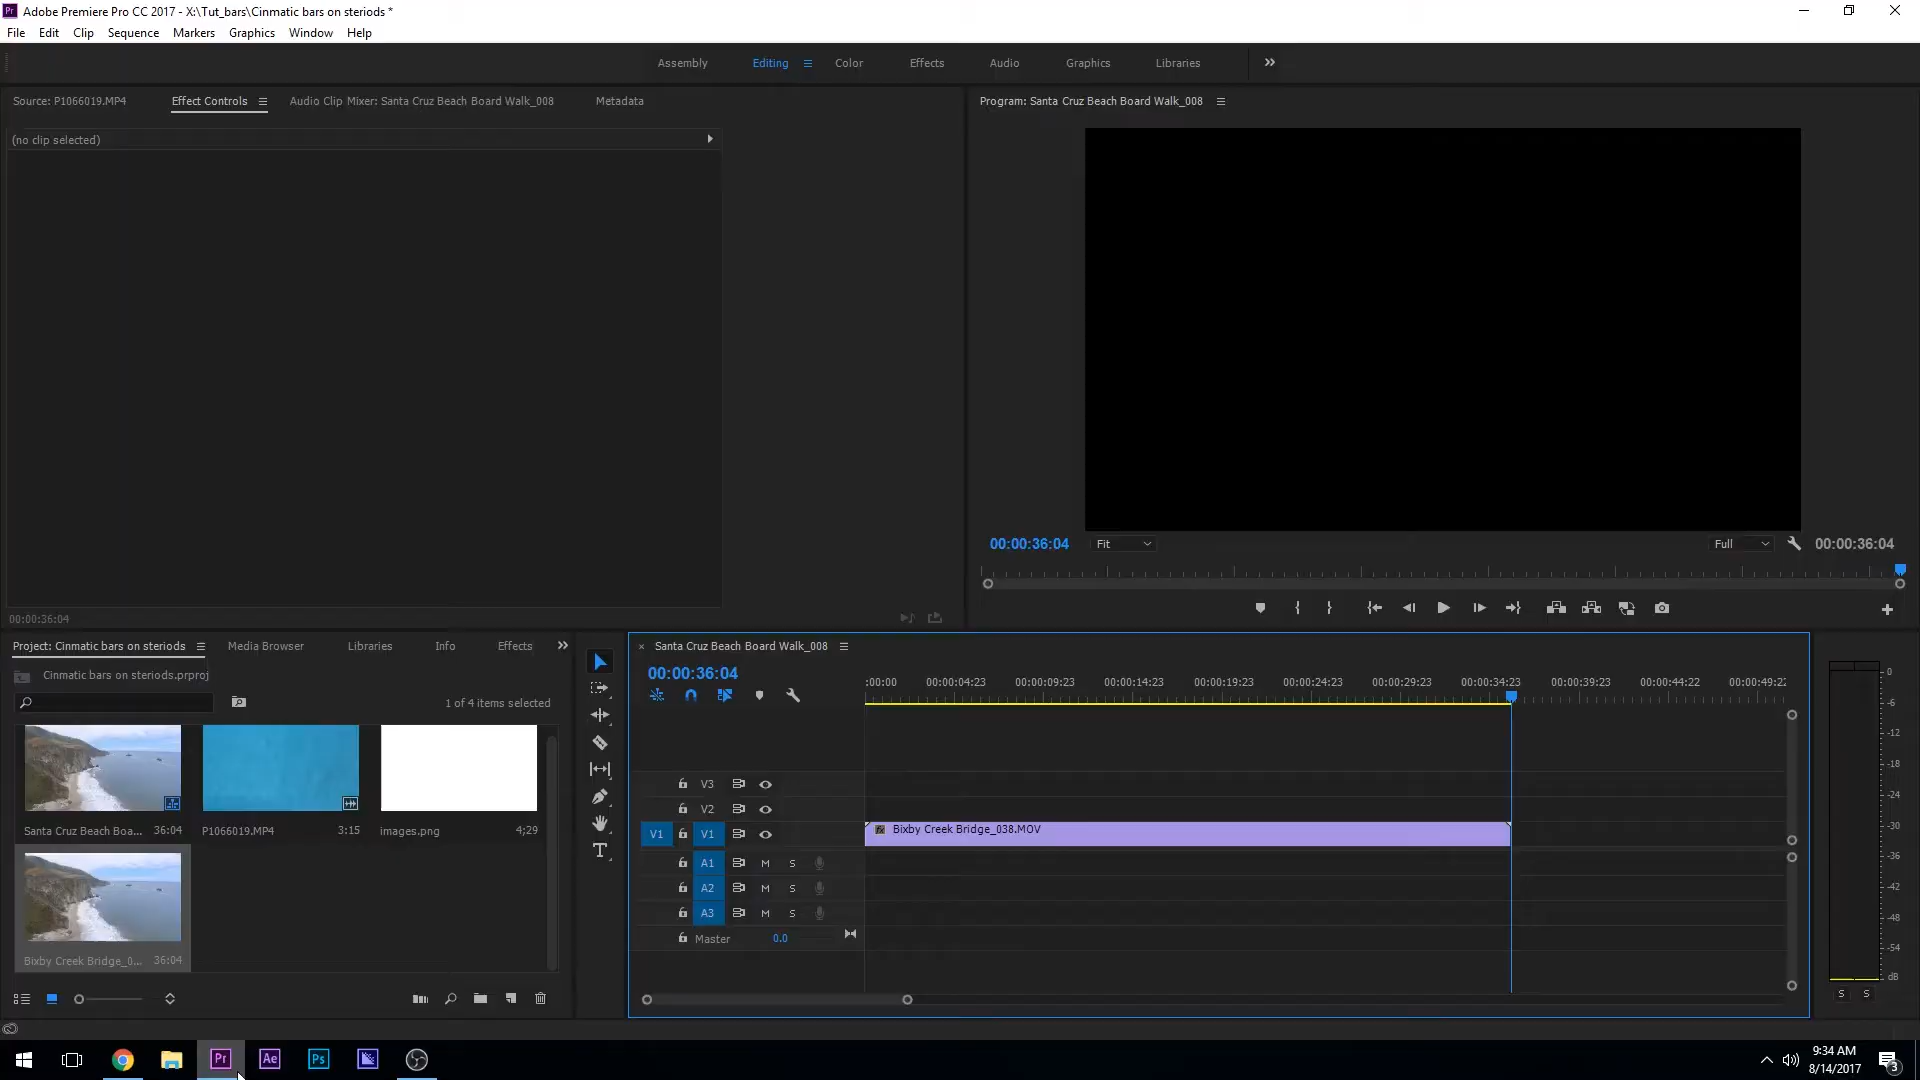 Pr Adobe Premiere Pro CC 2017 - X:\Tut_bars\Cinmatic bars on steriods *
File Edit Clip Sequence Markers Graphics Window Help
Assembly Editing Color Effects Audio Graphics Libraries
Source: P1066019.MP4 Effect Controls Audio Clip Mixer: Santa Cruz Beach Board Walk_008 Metadata
Program: Santa Cruz Beach Board Walk_008
(no clip selected)
00:00:36:04 Fit Full 00:00:36:04
00:00:36:04
Project: Cinmatic bars on steriods Media Browser Libraries Info Effects
Cinmatic bars on steriods.prproj
1 of 4 items selected
Santa Cruz Beach Boa... 36:04
P1066019.MP4 3:15
images.png 4;29
Bixby Creek Bridge_0... 36:04
× Santa Cruz Beach Board Walk_008
00:00:36:04
:00:00 00:00:04:23 00:00:09:23 00:00:14:23 00:00:19:23 00:00:24:23 00:00:29:23 00:00:34:23 00:00:39:23 00:00:44:22 00:00:49:22
V3
V2
V1 V1 fx Bixby Creek Bridge_038.MOV
A1 M S
A2 M S
A3 M S
Master 0.0
0
-6
-12
-18
-24
-30
-36
-42
-48
-54
dB
S S
Pr Ae Ps
9:34 AM
8/14/2017
3